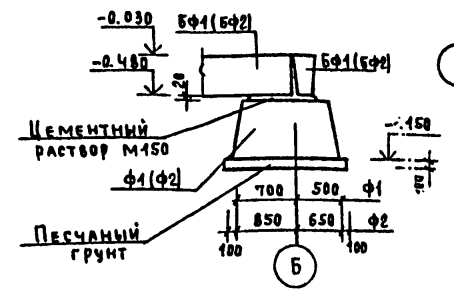 -0.030
БФ1(БФ2)
-0.480
БФ1(БФ2)
20
Цементный
раствор М150
Ф1(Ф2)
700 500 Ф1
850 650 Ф2
100 100
Песчаный
грунт
Б